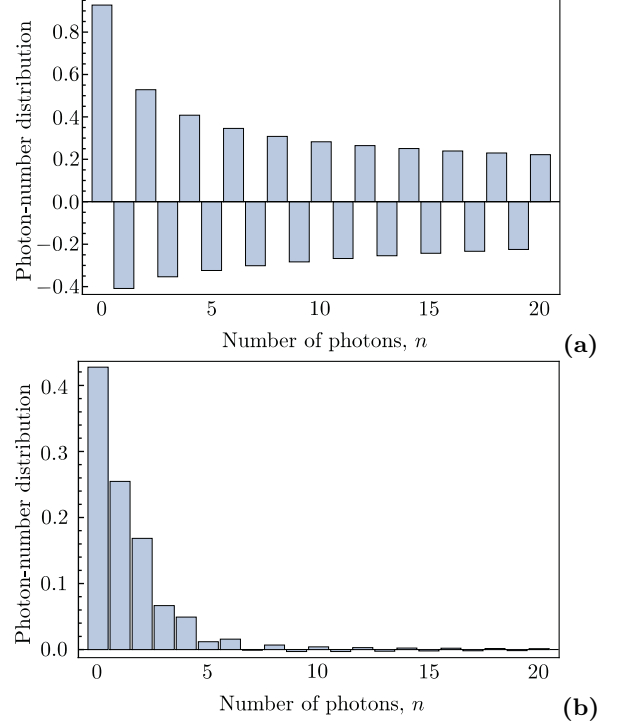 0.8
0.6
0.4
0.2
0.0
−0.2
−0.4
Photon-number distribution
0 5 10 15 20
Number of photons, n
(a)
0.4
0.3
0.2
0.1
0.0
Photon-number distribution
0 5 10 15 20
Number of photons, n
(b)